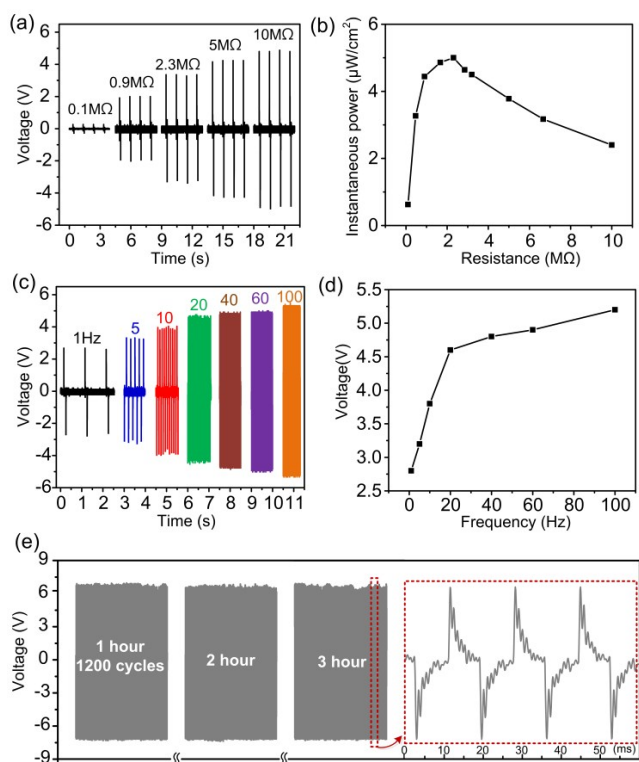 (a)
Voltage (V)
6
4
2
0
-2
-4
-6
0.1MΩ
0.9MΩ
2.3MΩ
5MΩ
10MΩ
0 3 6 9 12 15 18 21
Time (s)
(b)
Instantaneous power (μW/cm²)
6
4
2
0
0 2 4 6 8 10
Resistance (MΩ)
(c)
Voltage (V)
6
4
2
0
-2
-4
-6
1Hz
5
10
20
40
60
100
0 1 2 3 4 5 6 7 8 9 10 11
Time (s)
(d)
Voltage(V)
5.5
5.0
4.5
4.0
3.5
3.0
2.5
0 20 40 60 80 100
Frequency (Hz)
(e)
Voltage (V)
9
6
3
0
-3
-6
-9
1 hour
1200 cycles
2 hour
3 hour
0 10 20 30 40 50 (ms)